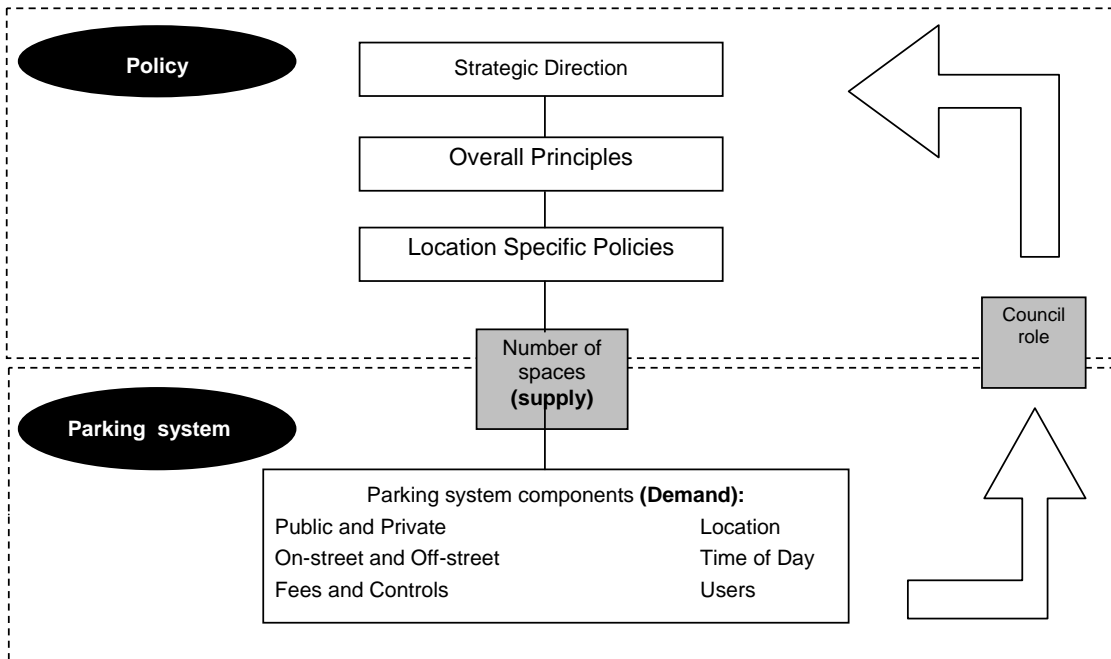 Policy
Strategic Direction
Overall Principles
Location Specific Policies
Number of
spaces
(supply)
Council
role
Parking system
Parking system components (Demand):
Public and Private
Location
On-street and Off-street
Time of Day
Fees and Controls
Users